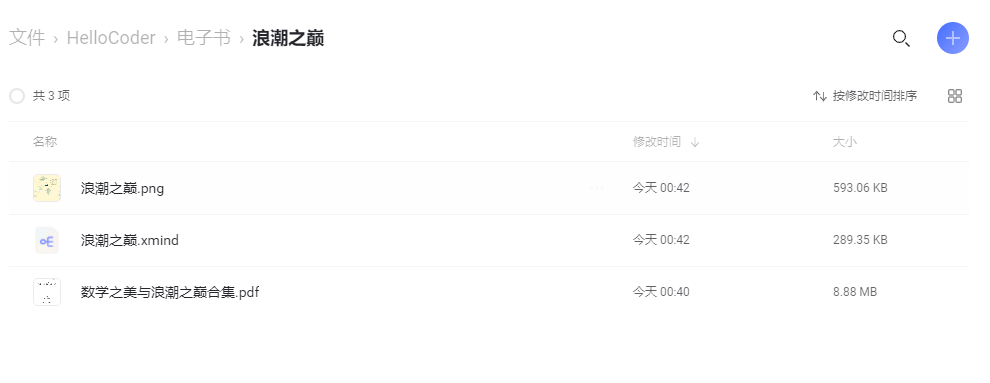 文件 › HelloCoder › 电子书 › 浪潮之巅
共 3 项 按修改时间排序
名称 修改时间 ↓ 大小
浪潮之巅.png 今天 00:42 593.06 KB
浪潮之巅.xmind 今天 00:42 289.35 KB
数学之美与浪潮之巅合集.pdf 今天 00:40 8.88 MB